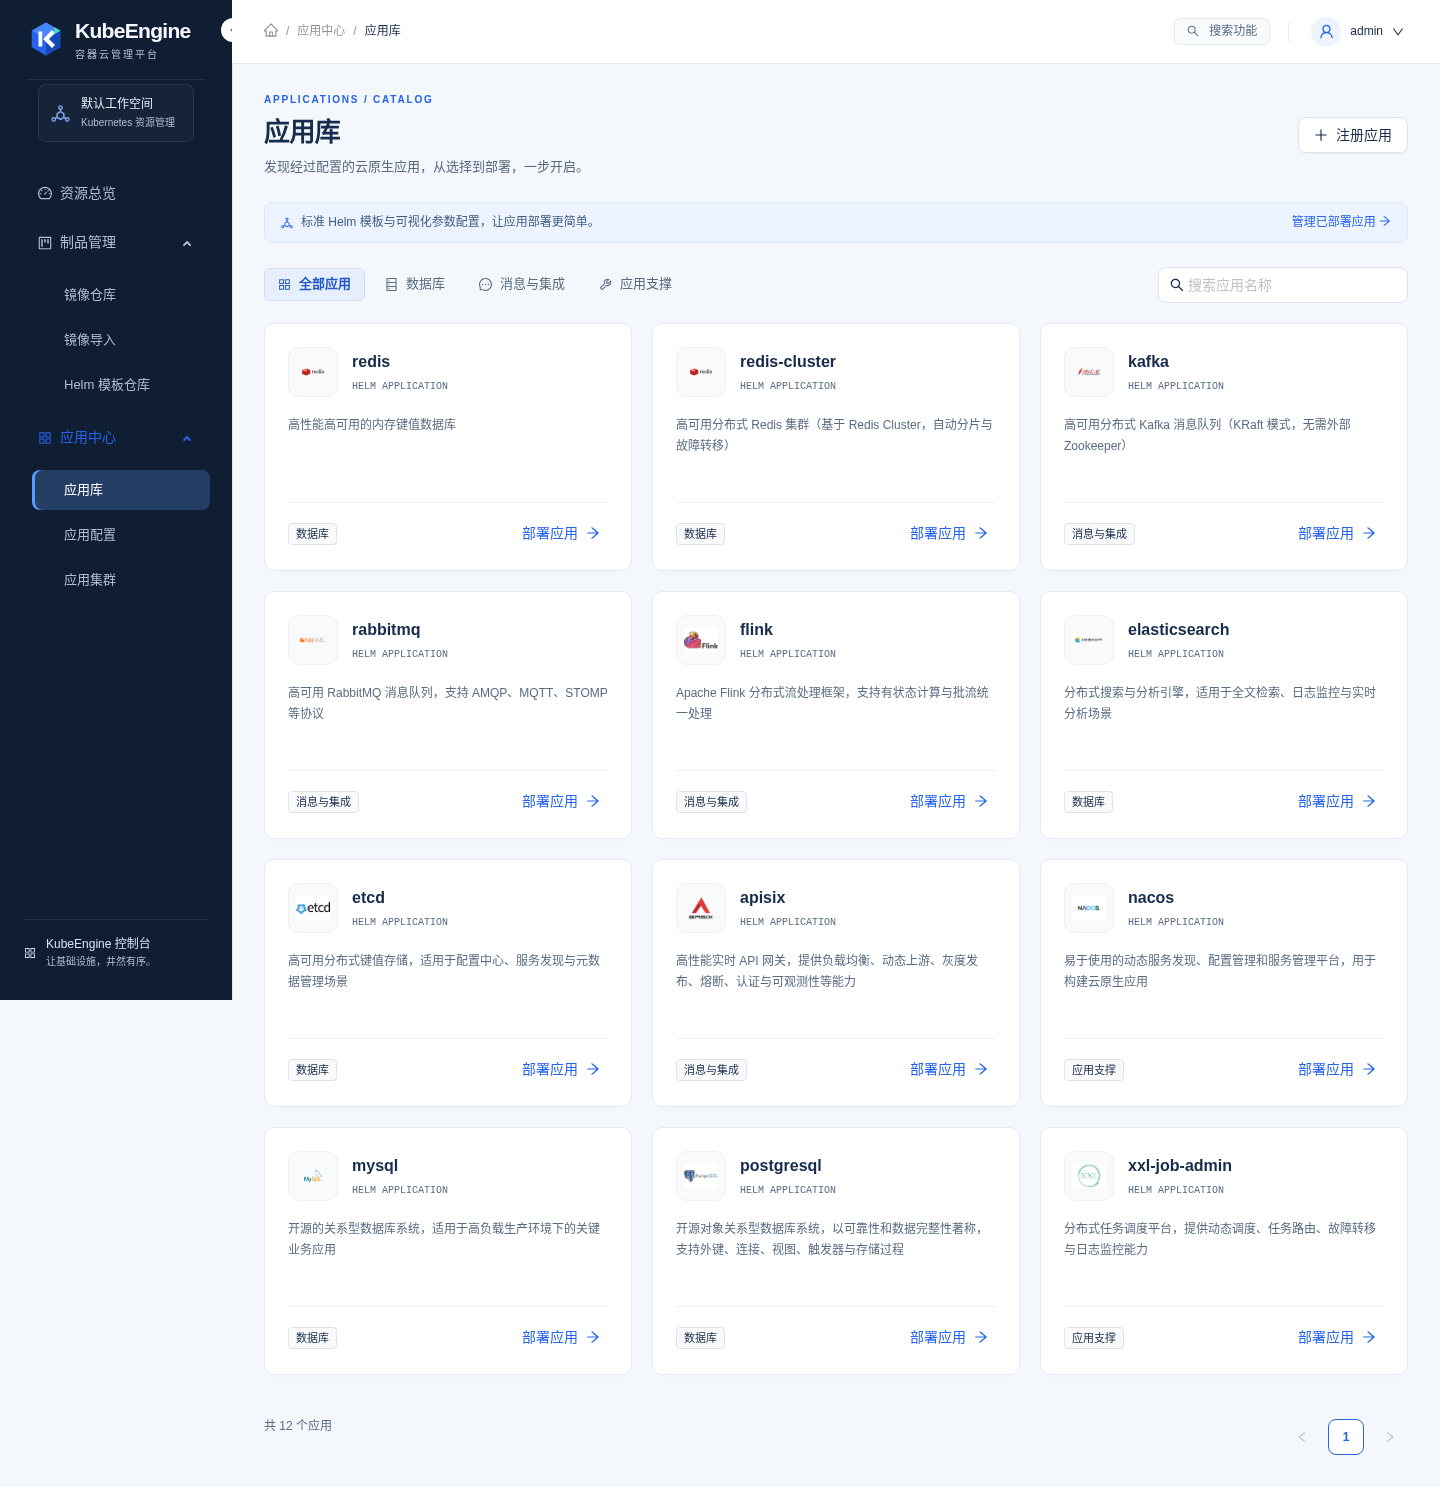 KubeEngine
容器云管理平台
默认工作空间
Kubernetes 资源管理
资源总览
制品管理
镜像仓库
镜像导入
Helm 模板仓库
应用中心
应用库
应用配置
应用集群
KubeEngine 控制台
让基础设施，井然有序。
/ 应用中心 / 应用库
搜索功能
admin
APPLICATIONS / CATALOG
应用库
发现经过配置的云原生应用，从选择到部署，一步开启。
注册应用
标准 Helm 模板与可视化参数配置，让应用部署更简单。
管理已部署应用
全部应用
数据库
消息与集成
应用支撑
搜索应用名称
redis
redis
HELM APPLICATION
高性能高可用的内存键值数据库
数据库
部署应用
redis
redis-cluster
HELM APPLICATION
高可用分布式 Redis 集群（基于 Redis Cluster，自动分片与
故障转移）
数据库
部署应用
kafka
HELM APPLICATION
高可用分布式 Kafka 消息队列（KRaft 模式，无需外部
Zookeeper）
消息与集成
部署应用
rabbitmq
HELM APPLICATION
高可用 RabbitMQ 消息队列，支持 AMQP、MQTT、STOMP
等协议
消息与集成
部署应用
Flink
flink
HELM APPLICATION
Apache Flink 分布式流处理框架，支持有状态计算与批流统
一处理
消息与集成
部署应用
elasticsearch
HELM APPLICATION
分布式搜索与分析引擎，适用于全文检索、日志监控与实时
分析场景
数据库
部署应用
etcd
etcd
HELM APPLICATION
高可用分布式键值存储，适用于配置中心、服务发现与元数
据管理场景
数据库
部署应用
APISIX
apisix
HELM APPLICATION
高性能实时 API 网关，提供负载均衡、动态上游、灰度发
布、熔断、认证与可观测性等能力
消息与集成
部署应用
NACOS.
nacos
HELM APPLICATION
易于使用的动态服务发现、配置管理和服务管理平台，用于
构建云原生应用
应用支撑
部署应用
MySQL
mysql
HELM APPLICATION
开源的关系型数据库系统，适用于高负载生产环境下的关键
业务应用
数据库
部署应用
PostgreSQL
postgresql
HELM APPLICATION
开源对象关系型数据库系统，以可靠性和数据完整性著称，
支持外键、连接、视图、触发器与存储过程
数据库
部署应用
XXL
xxl-job-admin
HELM APPLICATION
分布式任务调度平台，提供动态调度、任务路由、故障转移
与日志监控能力
应用支撑
部署应用
共 12 个应用
1